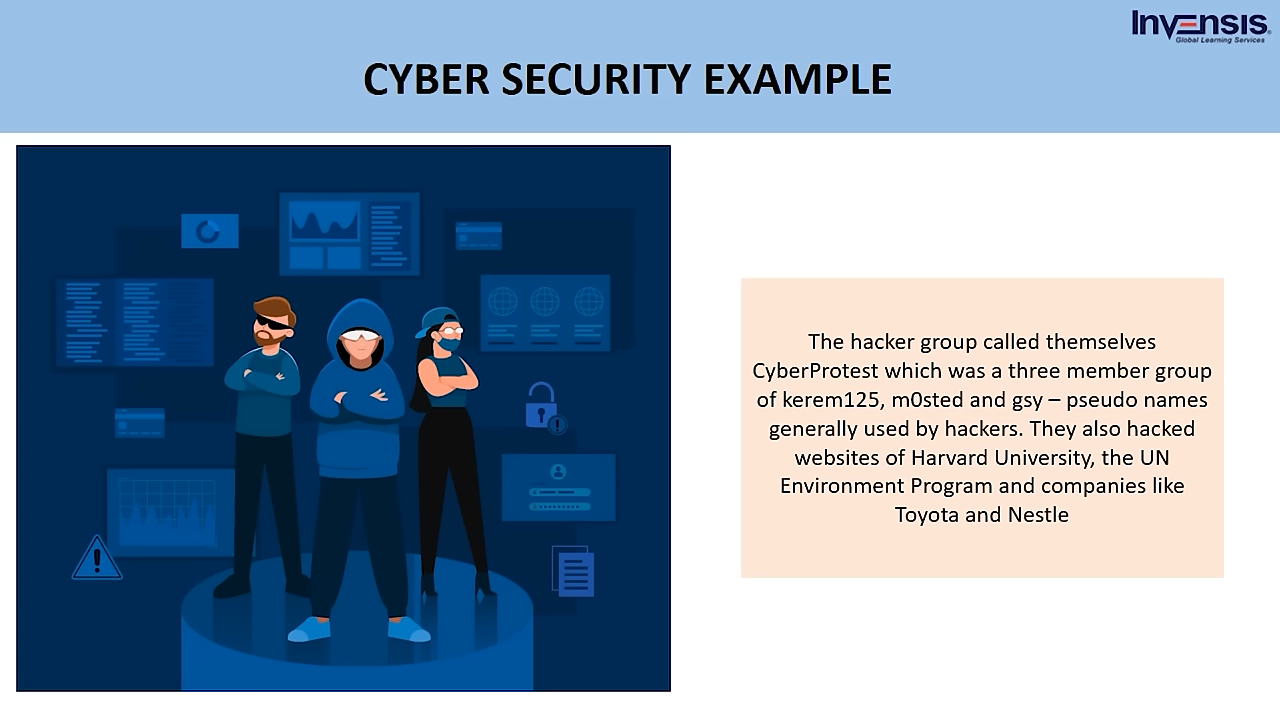 Invensis
Global Learning Services
CYBER SECURITY EXAMPLE
The hacker group called themselves
CyberProtest which was a three member group
of kerem125, m0sted and gsy – pseudo names
generally used by hackers. They also hacked
websites of Harvard University, the UN
Environment Program and companies like
Toyota and Nestle